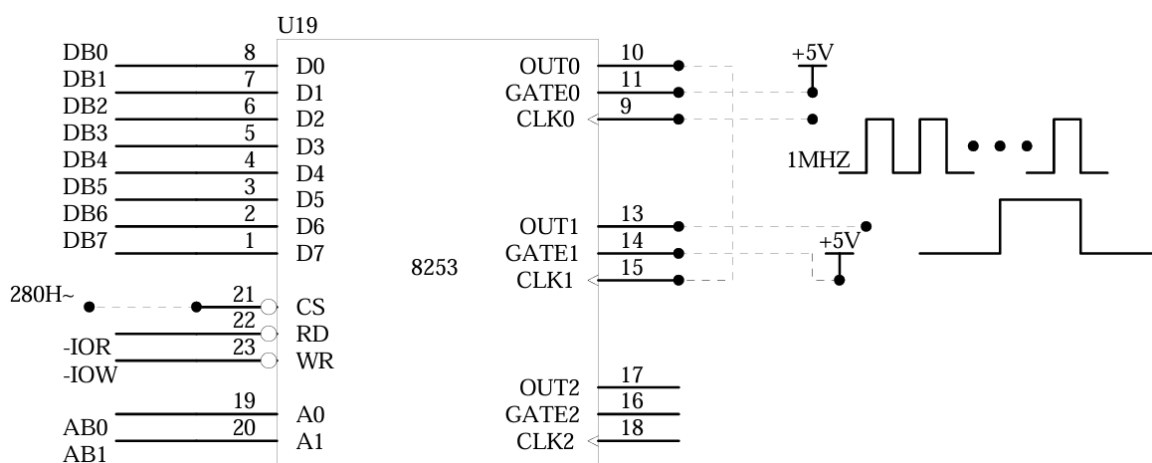 U19
DB0 8 D0 OUT0 10 +5V
DB1 7 D1 GATE0 11
DB2 6 D2 CLK0 9
DB3 5 D3
DB4 4 D4 1MHZ
DB5 3 D5
DB6 2 D6 OUT1 13
DB7 1 D7 GATE1 14 +5V
8253 CLK1 15
280H~ 21 CS
-IOR 22 RD
-IOW 23 WR
OUT2 17
AB0 19 A0 GATE2 16
AB1 20 A1 CLK2 18